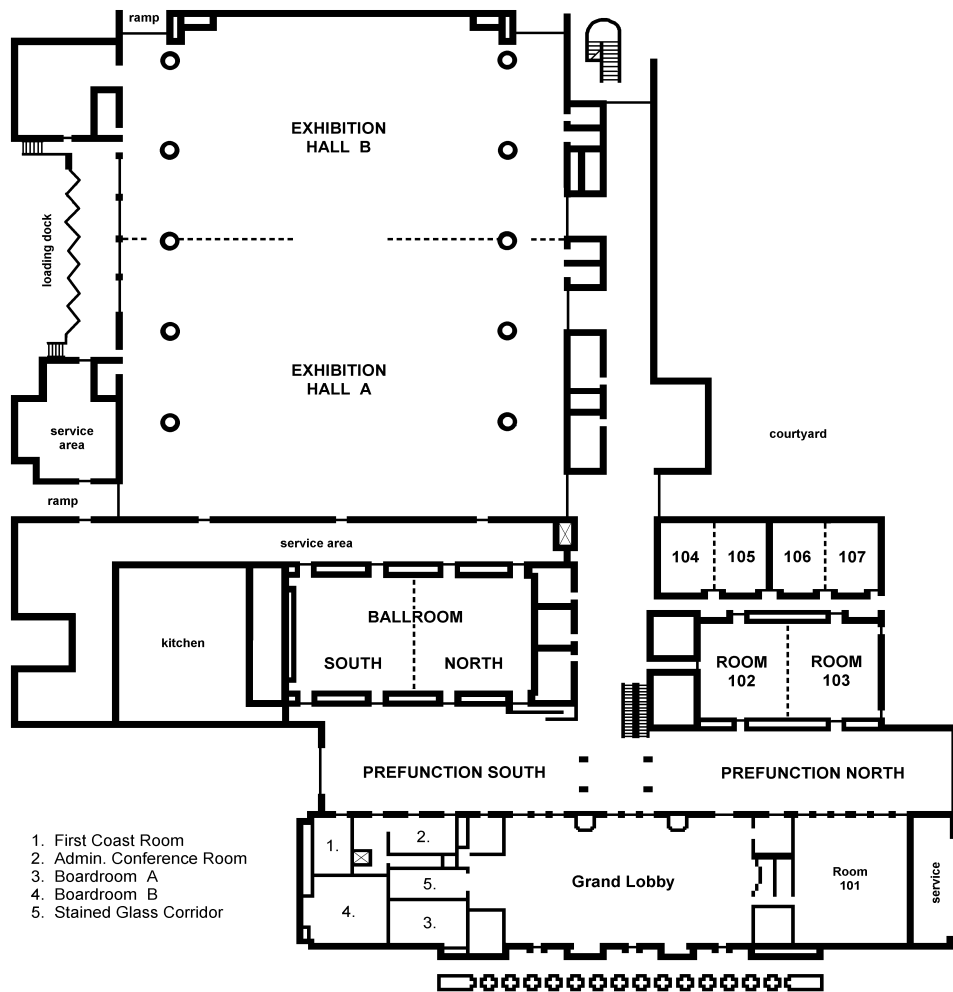 ramp
EXHIBITION
HALL B
loading dock
EXHIBITION
HALL A
service
area
courtyard
ramp
service area
104
105
106
107
BALLROOM
kitchen
SOUTH
NORTH
ROOM
102
ROOM
103
PREFUNCTION SOUTH
PREFUNCTION NORTH
1. First Coast Room
2. Admin. Conference Room
3. Boardroom A
4. Boardroom B
5. Stained Glass Corridor
1.
2.
5.
4.
3.
Grand Lobby
Room
101
service